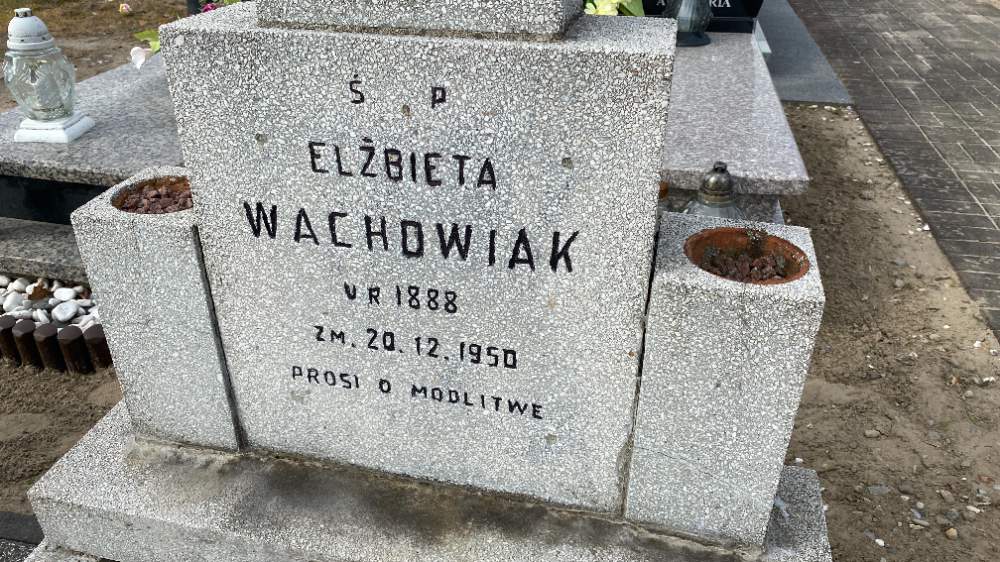 Ś P
ELŻBIETA
WACHOWIAK
UR 1888
ZM. 20.12.1950
PROSI O MODLITWE